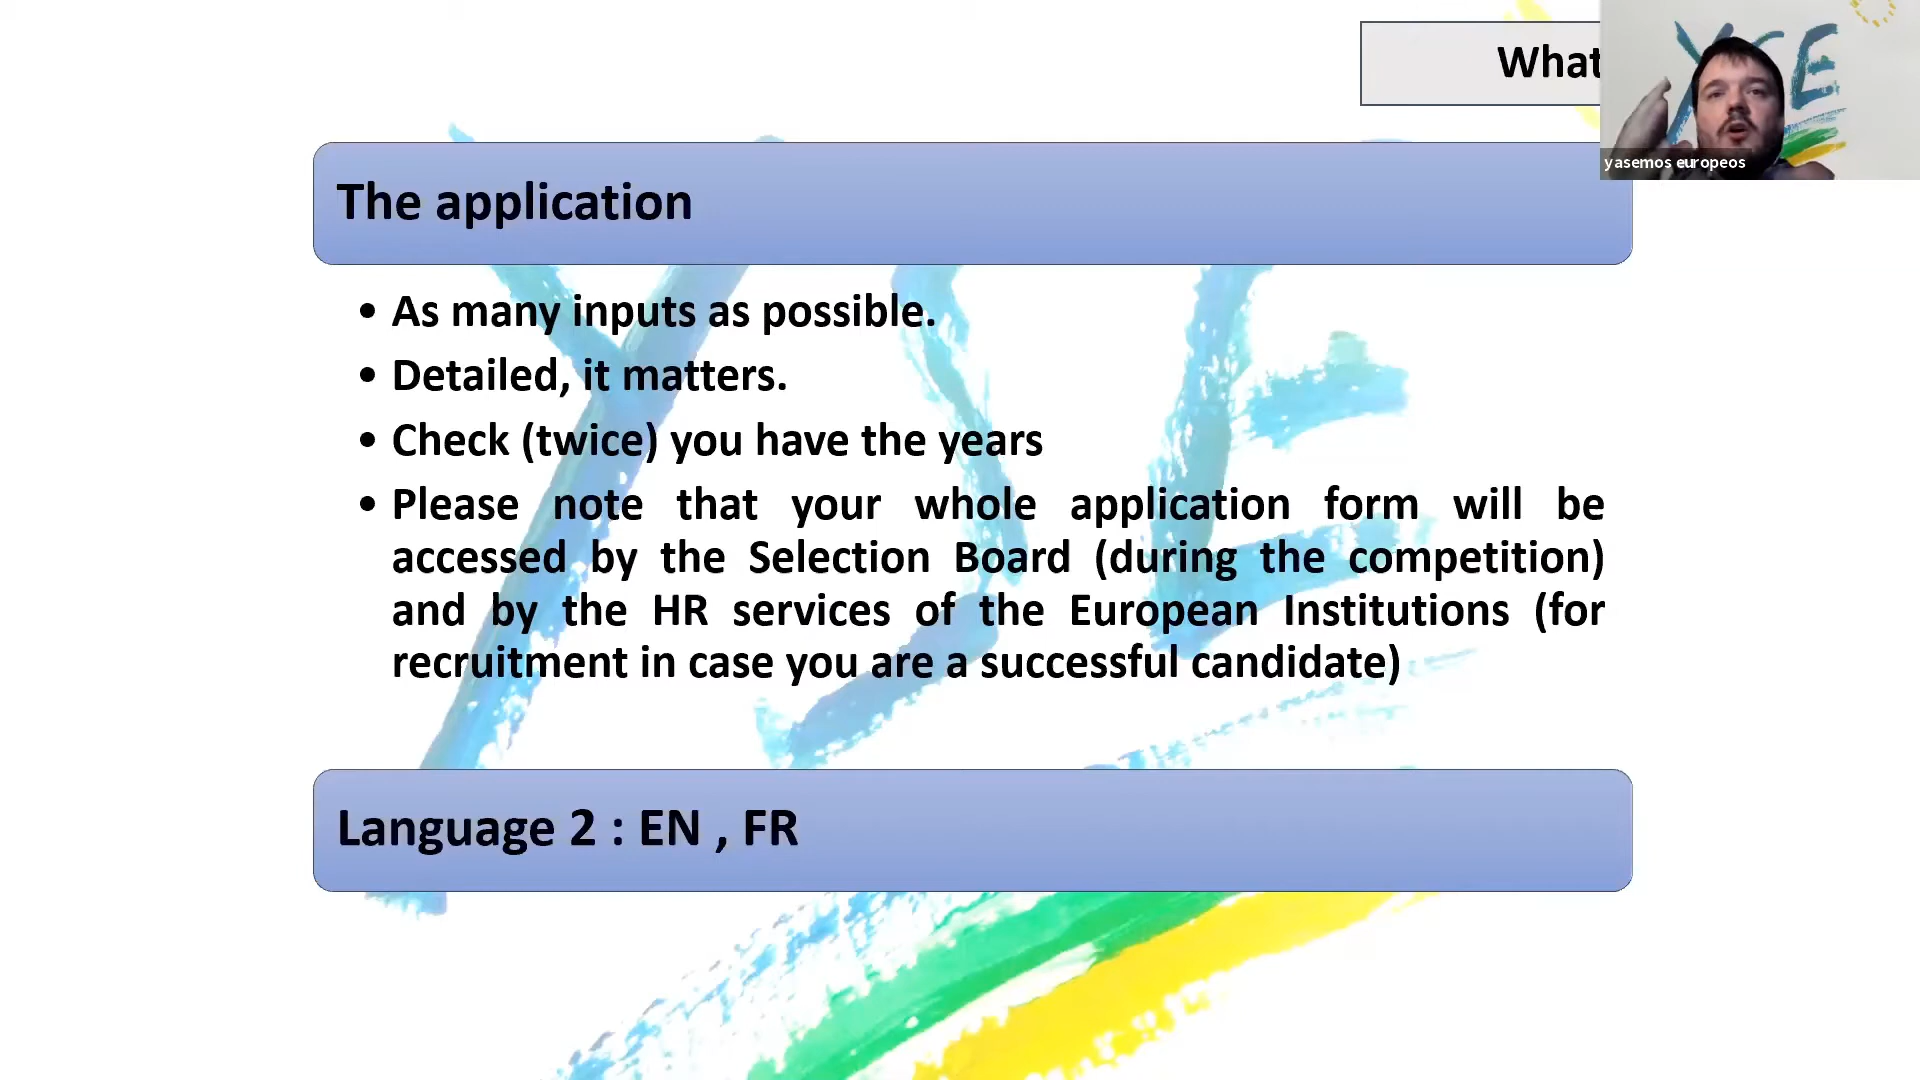 What
YSE
yasemos europeos
The application
• As many inputs as possible.
• Detailed, it matters.
• Check (twice) you have the years
• Please note that your whole application form will be
accessed by the Selection Board (during the competition)
and by the HR services of the European Institutions (for
recruitment in case you are a successful candidate)
Language 2 : EN , FR